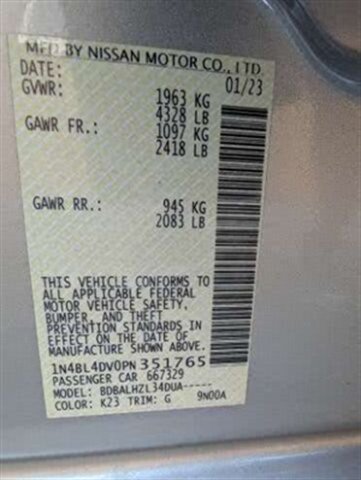 MFD BY NISSAN MOTOR CO., LTD.
DATE: 01/23
GVWR: 1963 KG
4328 LB
GAWR FR.: 1097 KG
2418 LB
GAWR RR.: 945 KG
2083 LB
THIS VEHICLE CONFORMS TO
ALL APPLICABLE FEDERAL
MOTOR VEHICLE SAFETY,
BUMPER, AND THEFT
PREVENTION STANDARDS IN
EFFECT ON THE DATE OF
MANUFACTURE SHOWN ABOVE.
1N4BL4DV0PN351765
PASSENGER CAR 667329
MODEL: BDBALHZL34DUA-----
COLOR: K23 TRIM: G 9N00A